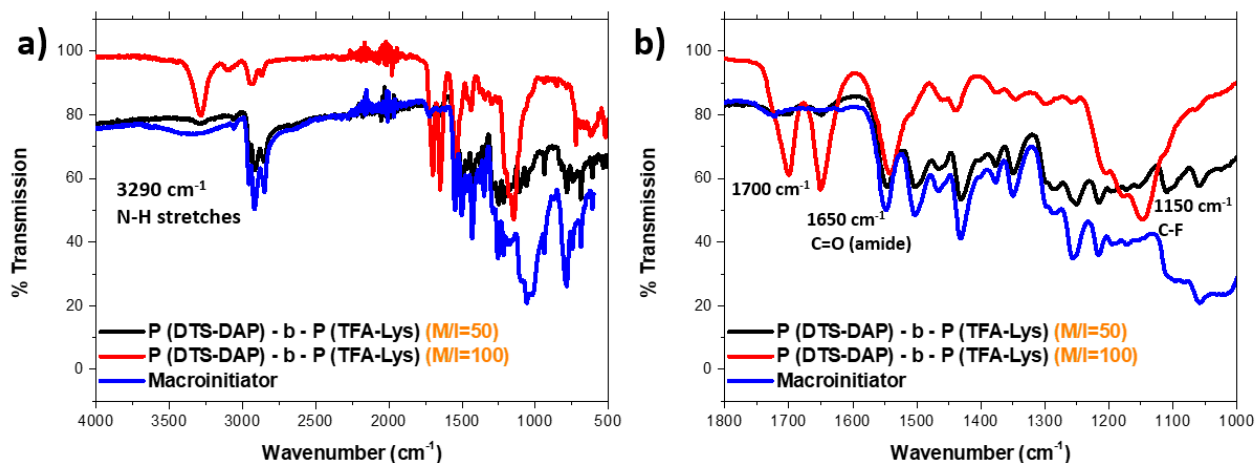 a)
% Transmission
100
80
60
40
20
0
3290 cm⁻¹
N-H stretches
P (DTS-DAP) - b - P (TFA-Lys) (M/I=50)
P (DTS-DAP) - b - P (TFA-Lys) (M/I=100)
Macroinitiator
4000 3500 3000 2500 2000 1500 1000 500
Wavenumber (cm⁻¹)
b)
% Transmission
100
80
60
40
20
0
1700 cm⁻¹
1650 cm⁻¹
C=O (amide)
1150 cm⁻¹
C-F
P (DTS-DAP) - b - P (TFA-Lys) (M/I=50)
P (DTS-DAP) - b - P (TFA-Lys) (M/I=100)
Macroinitiator
1800 1700 1600 1500 1400 1300 1200 1100 1000
Wavenumber (cm⁻¹)